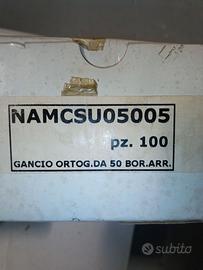 NAMCSU05005
pz. 100
GANCIO ORTOG.DA 50 BOR.ARR.
subito